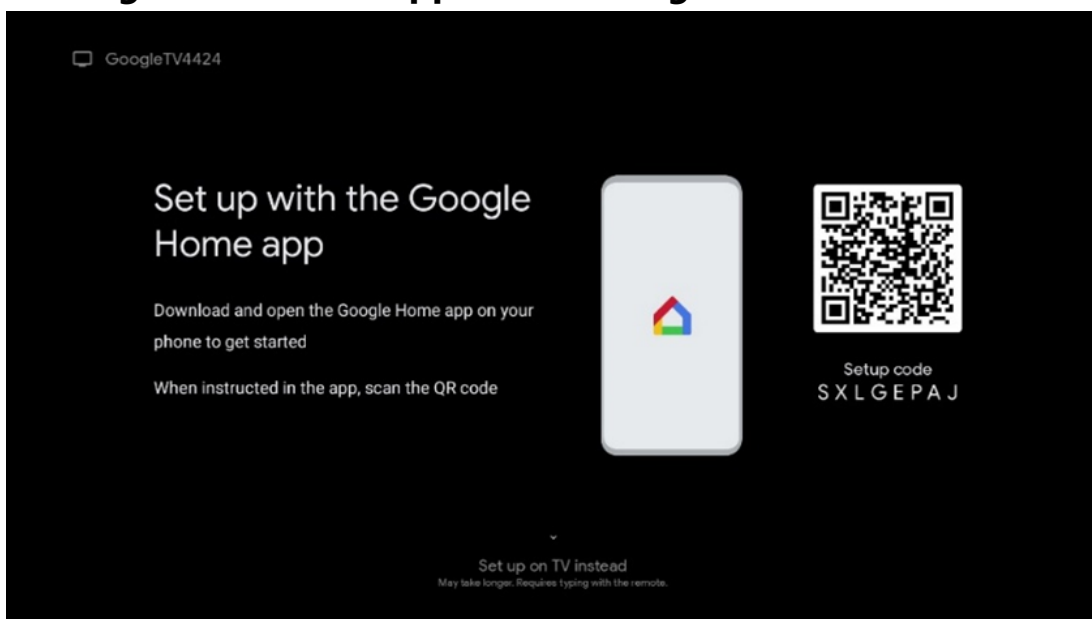 GoogleTV4424
Set up with the Google
Home app
Download and open the Google Home app on your
phone to get started
When instructed in the app, scan the QR code
Setup code
SXLGEPAJ
Set up on TV instead
May take longer. Requires typing with the remote.